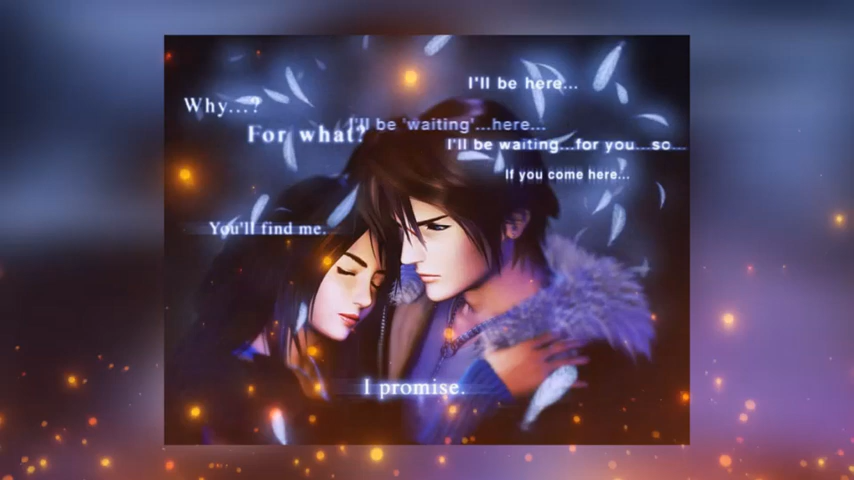 I'll be here...
Why...?
I'll be 'waiting'...here...
For what?
I'll be waiting...for you...so...
If you come here...
You'll find me.
I promise.